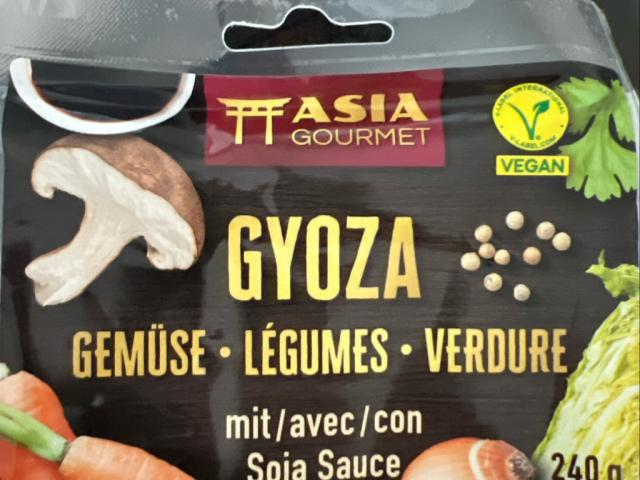 ASIA
GOURMET
V-LABEL INTERNATIONAL
V-LABEL.COM
VEGAN
GYOZA
GEMÜSE • LÉGUMES • VERDURE
mit/avec/con
Soja Sauce
240 g